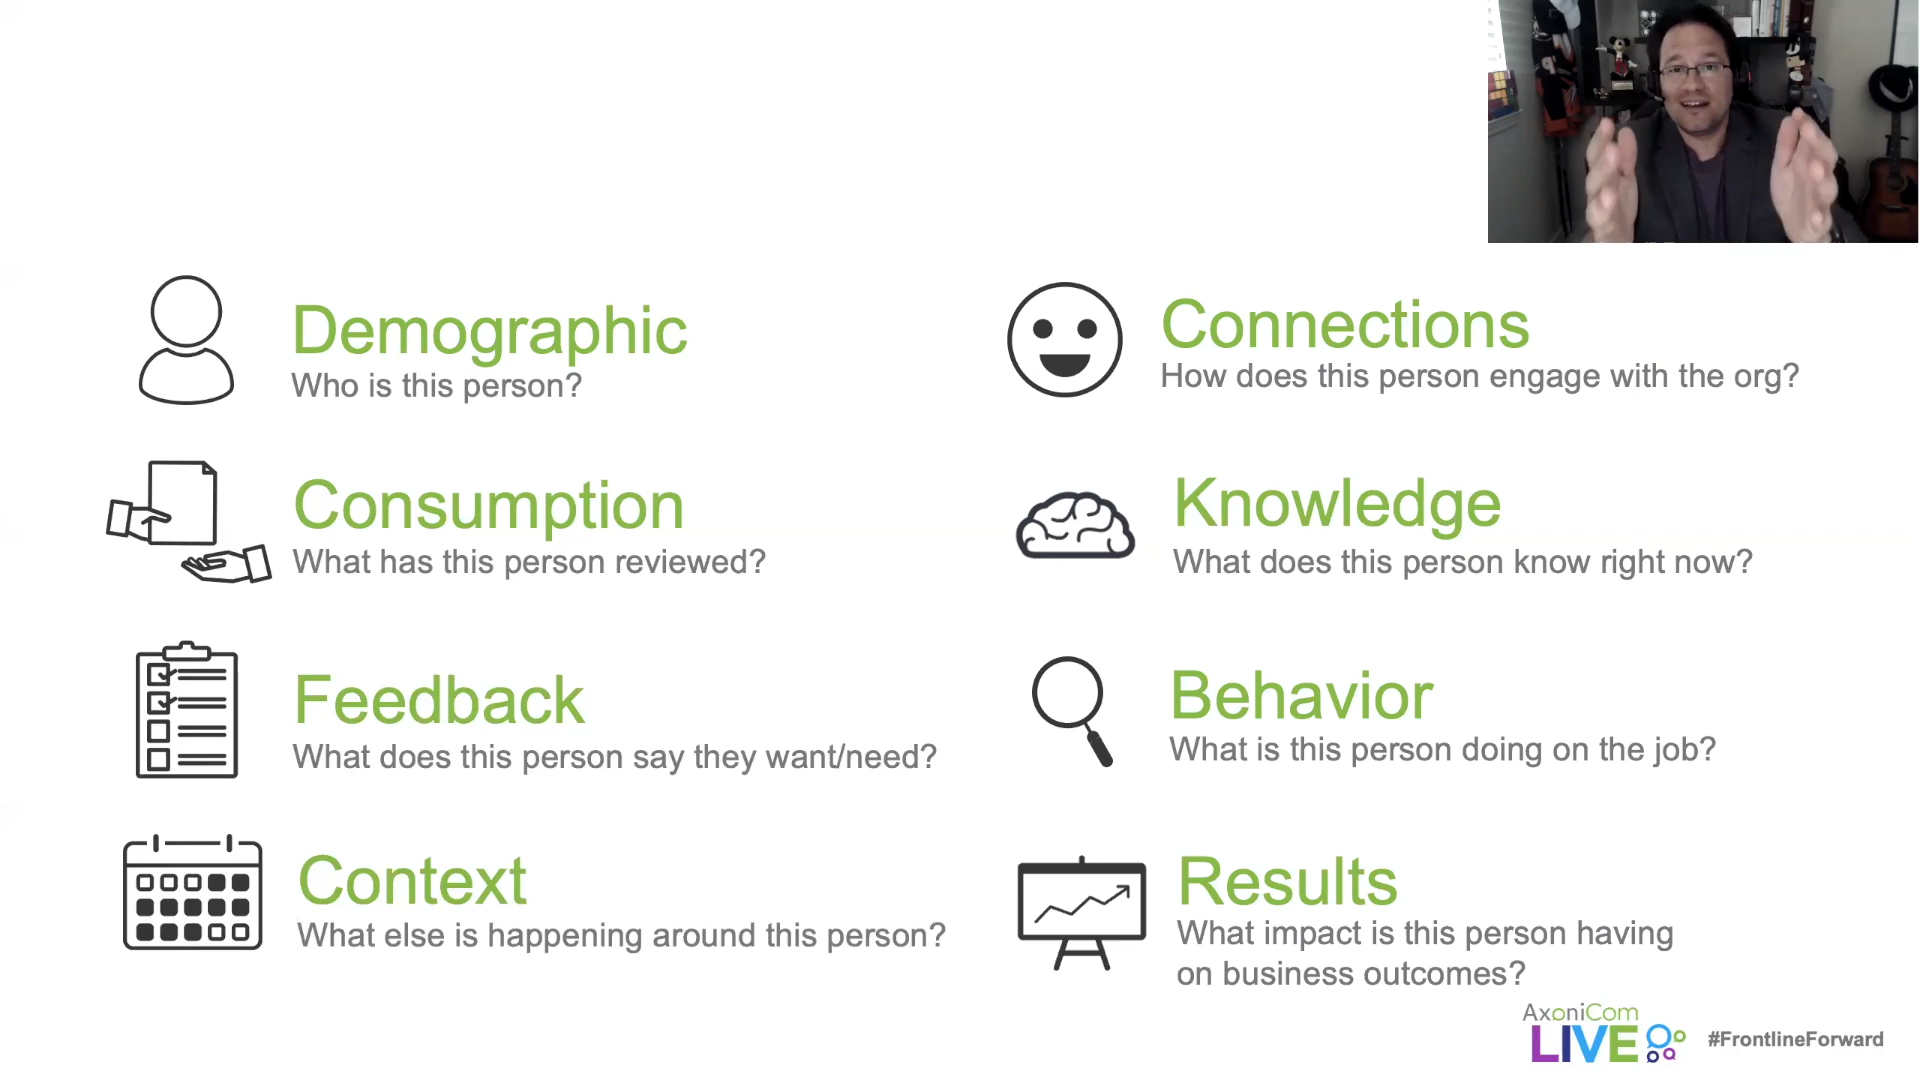 Demographic
Who is this person?
Connections
How does this person engage with the org?
Consumption
What has this person reviewed?
Knowledge
What does this person know right now?
Feedback
What does this person say they want/need?
Behavior
What is this person doing on the job?
Context
What else is happening around this person?
Results
What impact is this person having
on business outcomes?
AxoniCom
LIVE
#FrontlineForward